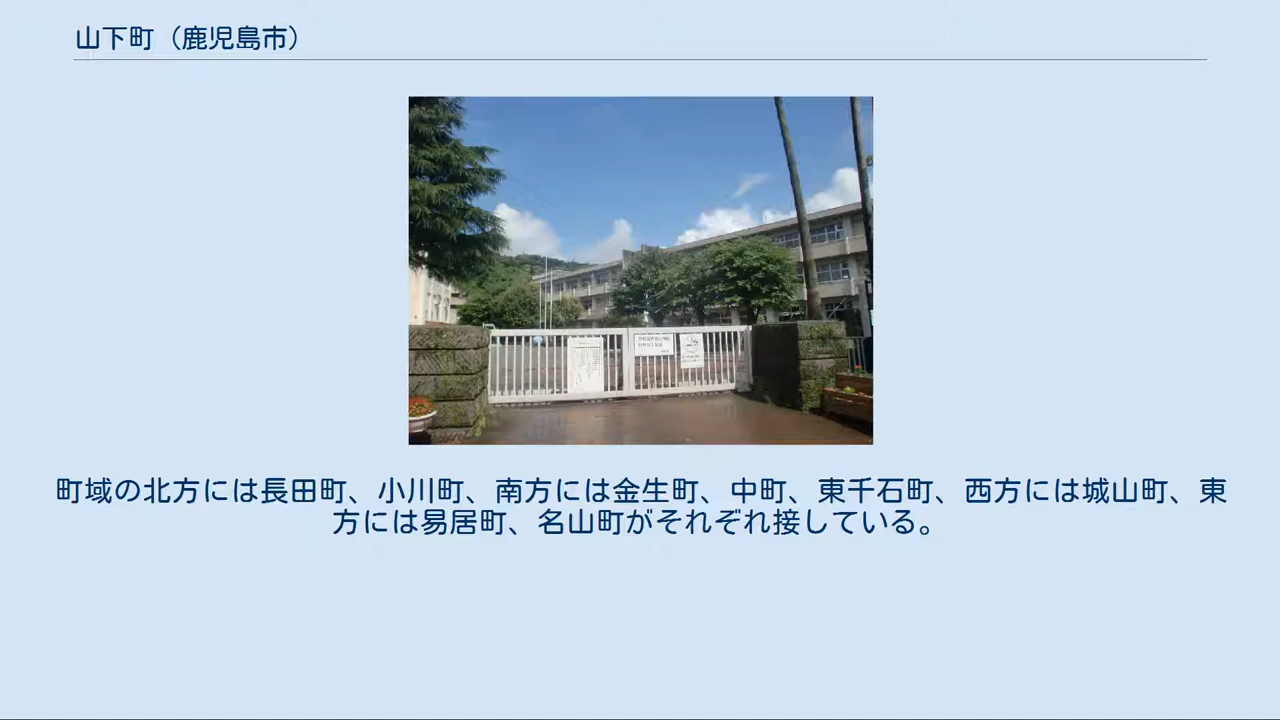 山下町（鹿児島市）
町域の北方には長田町、小川町、南方には金生町、中町、東千石町、西方には城山町、東
方には易居町、名山町がそれぞれ接している。